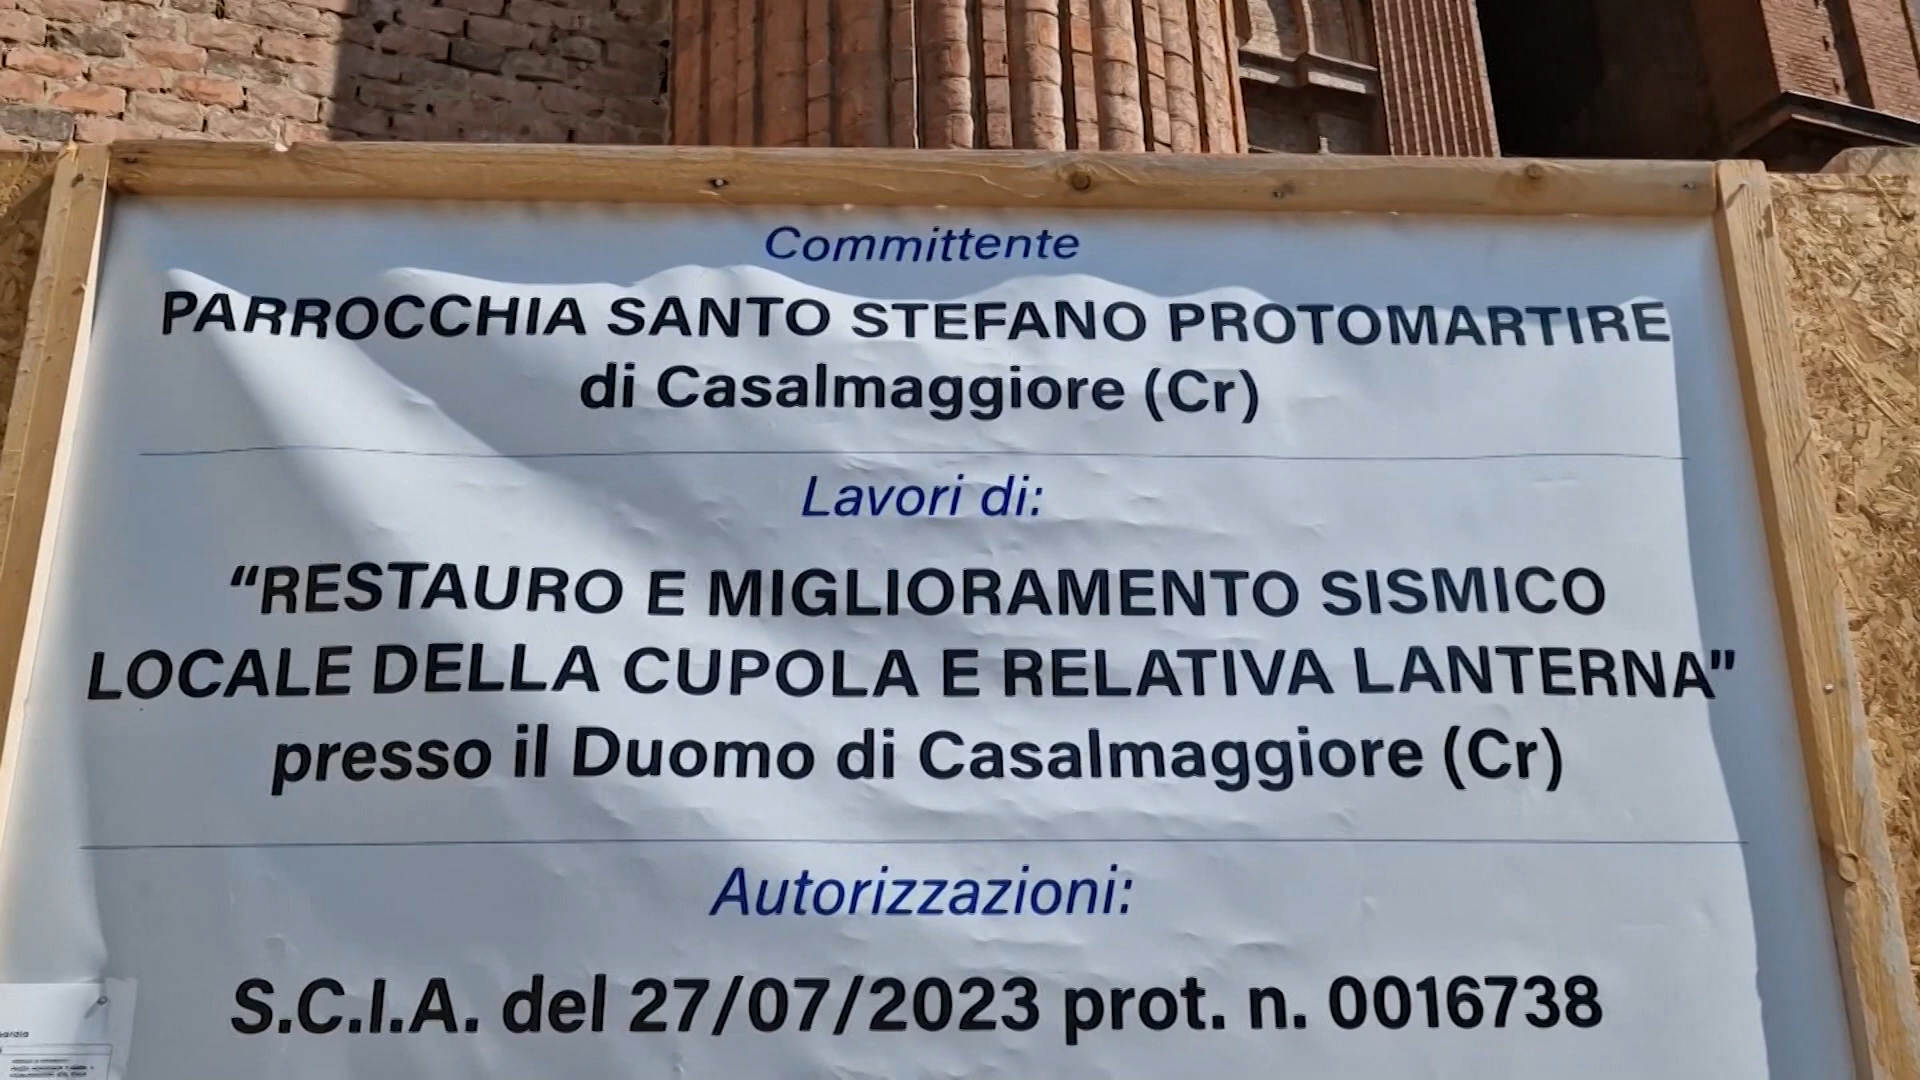 Committente
PARROCCHIA SANTO STEFANO PROTOMARTIRE
di Casalmaggiore (Cr)
Lavori di:
“RESTAURO E MIGLIORAMENTO SISMICO
LOCALE DELLA CUPOLA E RELATIVA LANTERNA”
presso il Duomo di Casalmaggiore (Cr)
Autorizzazioni:
S.C.I.A. del 27/07/2023 prot. n. 0016738